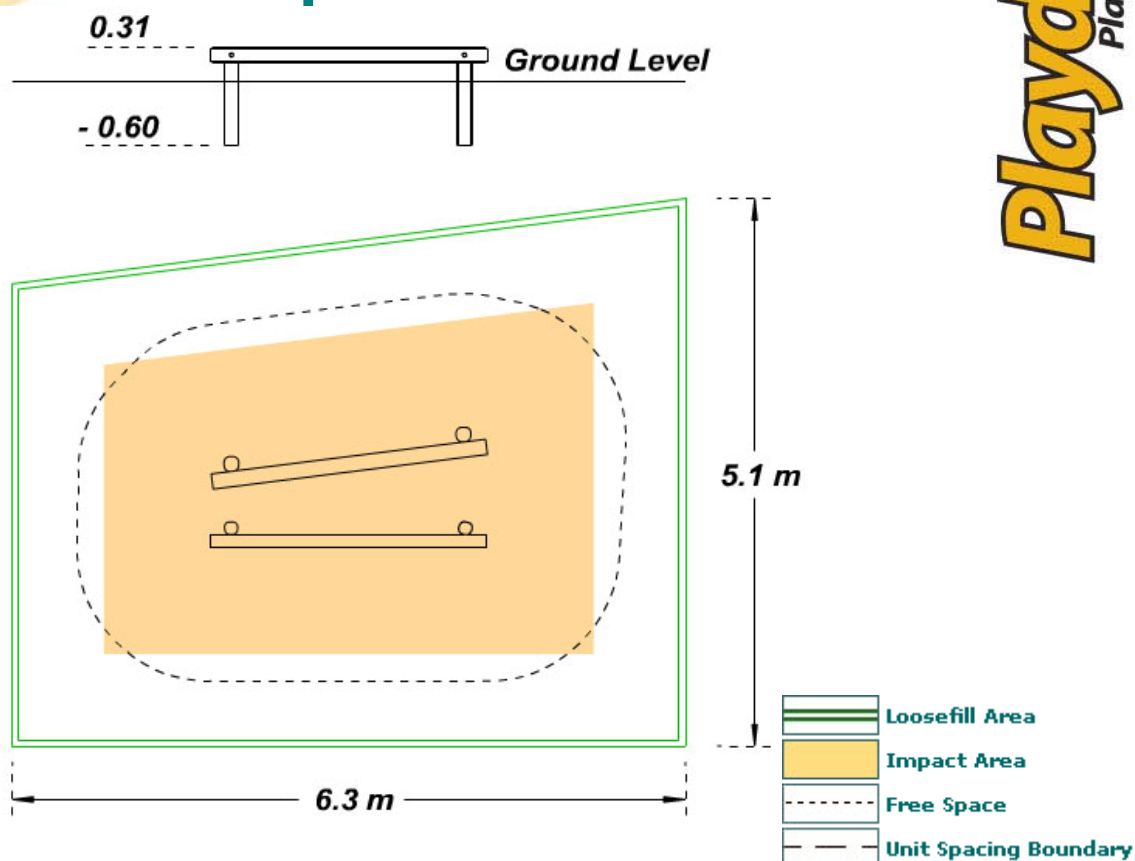 0.31
Ground Level
- 0.60
5.1 m
6.3 m
Loosefill Area
Impact Area
Free Space
Unit Spacing Boundary